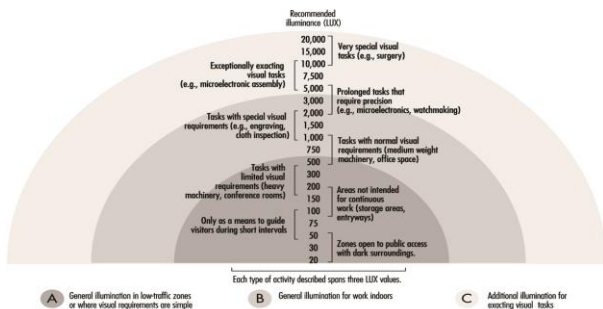 Recommended
illuminance (LUX)
20,000
15,000
10,000
7,500
5,000
3,000
2,000
1,500
1,000
750
500
300
200
150
100
75
50
30
20
Very special visual
tasks (e.g., surgery)
Exceptionally exacting
visual tasks
(e.g., microelectronic assembly)
Prolonged tasks that
require precision
(e.g., microelectronics, watchmaking)
Tasks with special visual
requirements (e.g., engraving,
cloth inspection)
Tasks with normal visual
requirements (medium weight
machinery, office space)
Tasks with
limited visual
requirements (heavy
machinery, conference rooms)
Areas not intended
for continuous
work (storage areas,
entryways)
Only as a means to guide
visitors during short intervals
Zones open to public access
with dark surroundings.
Each type of activity described spans three LUX values.
A
General illumination in low-traffic zones
or where visual requirements are simple
B
General illumination for work indoors
C
Additional illumination for
exacting visual tasks